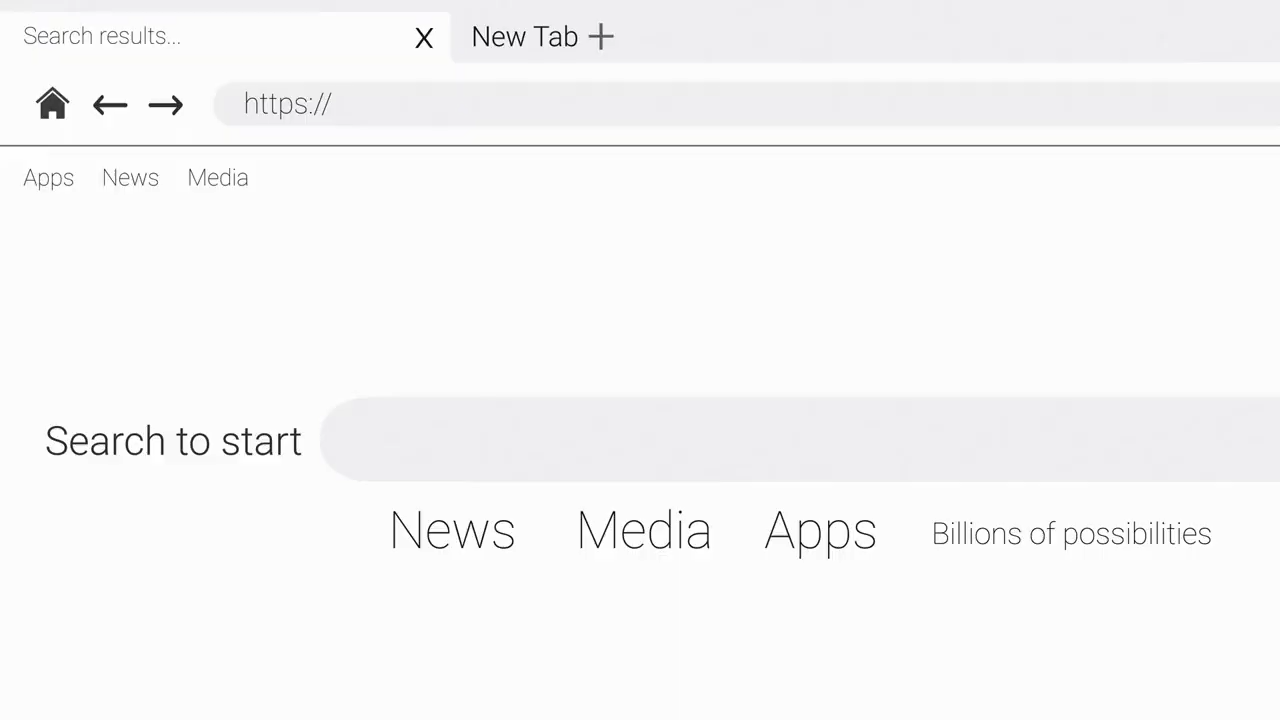 Search results... X New Tab +
https://
Apps News Media
Search to start
News Media Apps Billions of possibilities